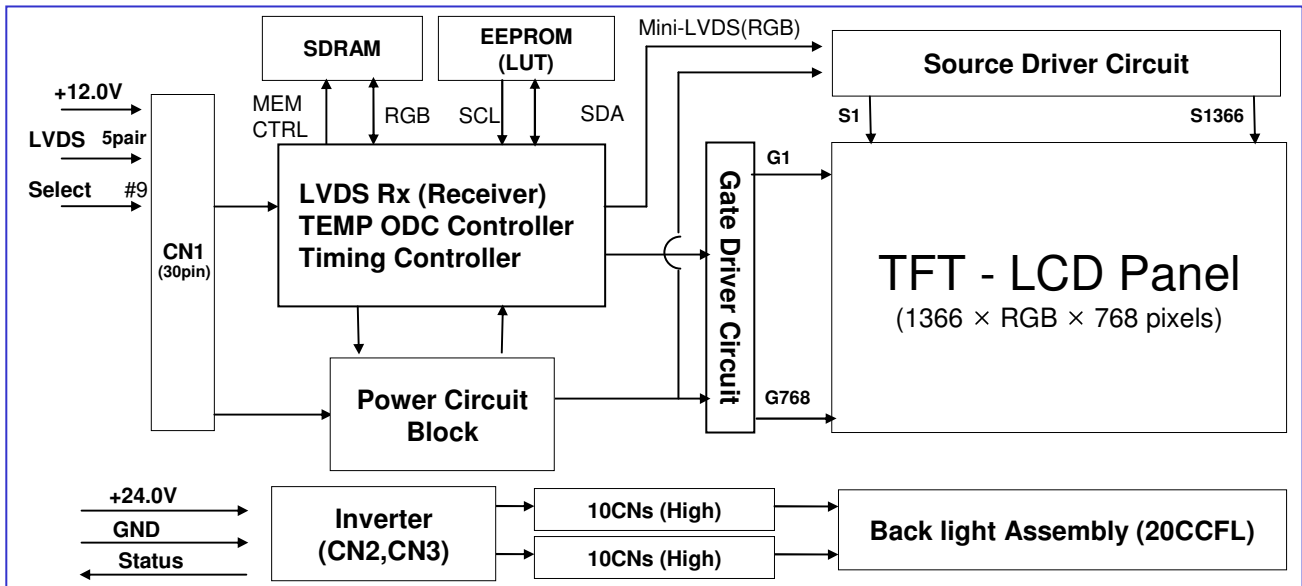 SDRAM
EEPROM
(LUT)
Mini-LVDS(RGB)
Source Driver Circuit
+12.0V
LVDS 5pair
Select #9
MEM
CTRL
RGB
SCL
SDA
S1
S1366
CN1
(30pin)
LVDS Rx (Receiver)
TEMP ODC Controller
Timing Controller
Gate Driver Circuit
G1
G768
TFT - LCD Panel
(1366 × RGB × 768 pixels)
Power Circuit
Block
+24.0V
GND
Status
Inverter
(CN2,CN3)
10CNs (High)
10CNs (High)
Back light Assembly (20CCFL)